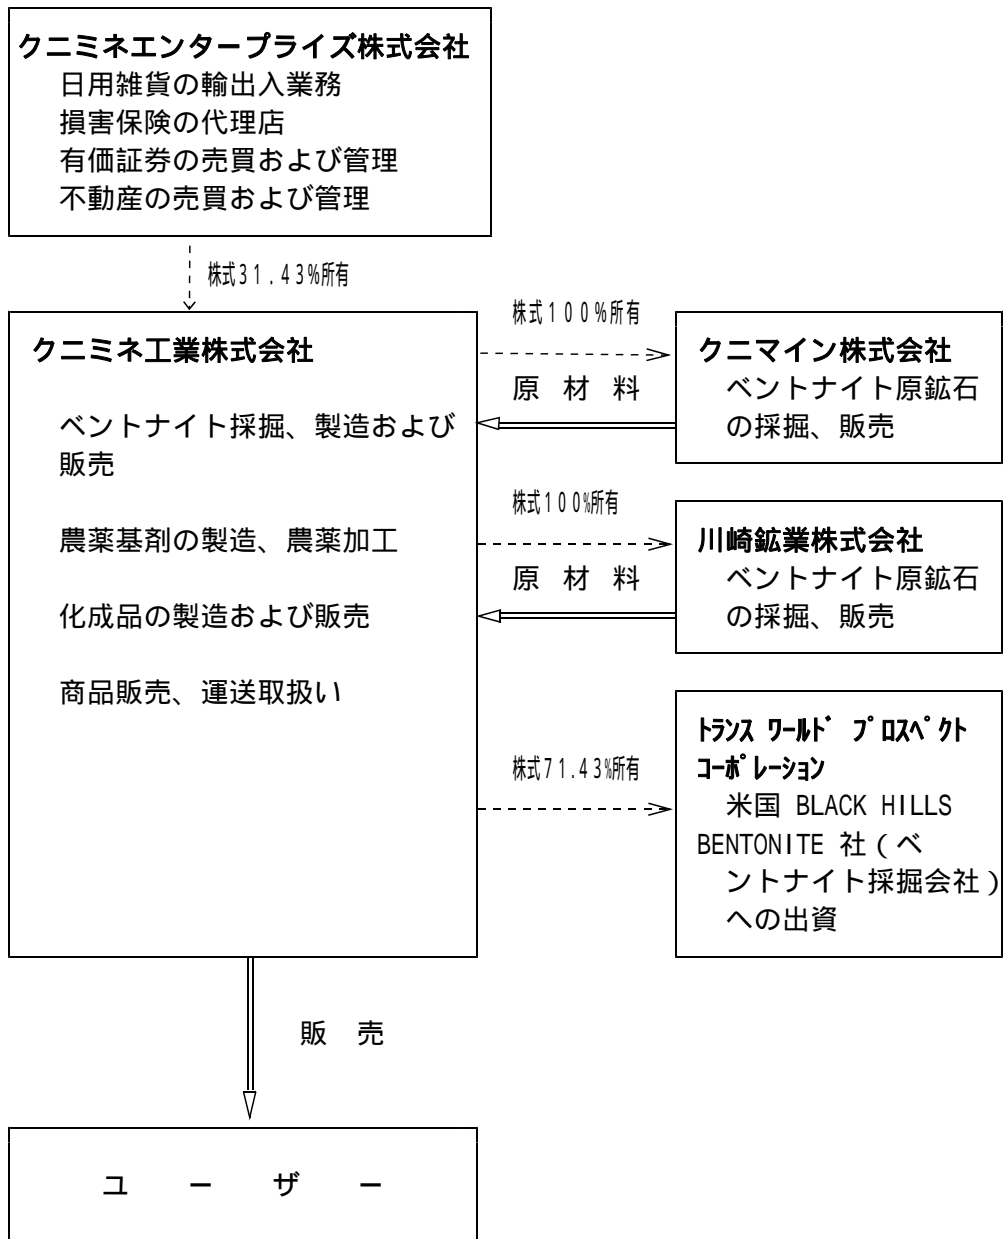 クニミネエンタープライズ株式会社
日用雑貨の輸出入業務
損害保険の代理店
有価証券の売買および管理
不動産の売買および管理
株式31.43%所有
クニミネ工業株式会社
ベントナイト採掘、製造および
販売
農薬基剤の製造、農薬加工
化成品の製造および販売
商品販売、運送取扱い
株式100%所有
原 材 料
クニマイン株式会社
ベントナイト原鉱石
の採掘、販売
株式100%所有
原 材 料
川崎鉱業株式会社
ベントナイト原鉱石
の採掘、販売
株式71.43%所有
トランス ワールド プロスペクト
コーポレーション
米国 BLACK HILLS
BENTONITE 社(ベ
ントナイト採掘会社)
への出資
販 売
ユ ー ザ ー